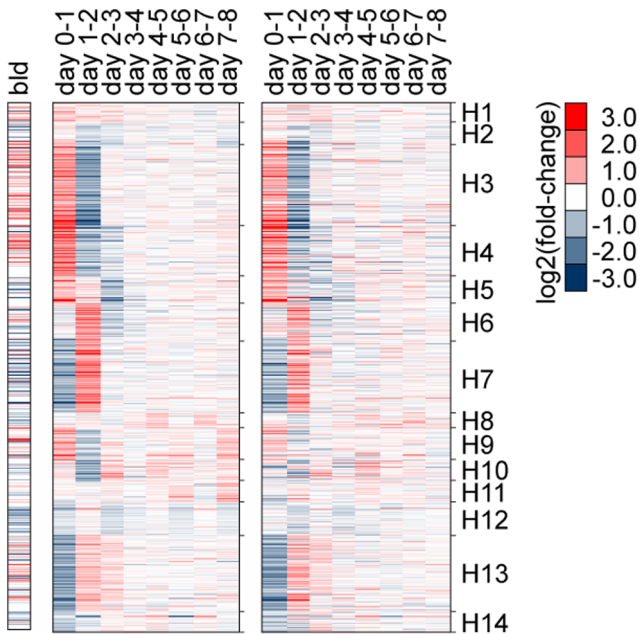 bld
day 0-1
day 1-2
day 2-3
day 3-4
day 4-5
day 5-6
day 6-7
day 7-8
day 0-1
day 1-2
day 2-3
day 3-4
day 4-5
day 5-6
day 6-7
day 7-8
H1
H2
H3
H4
H5
H6
H7
H8
H9
H10
H11
H12
H13
H14
log2(fold-change)
3.0
2.0
1.0
0.0
-1.0
-2.0
-3.0